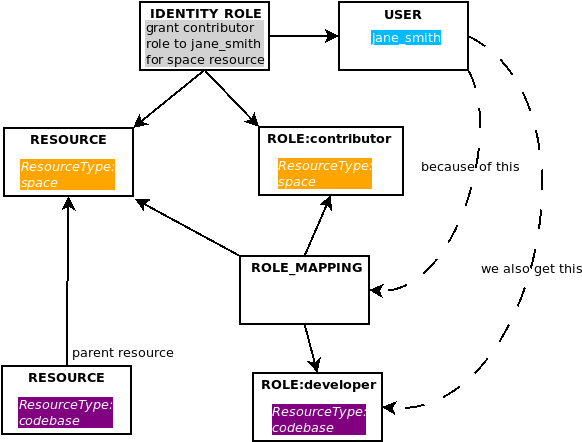 IDENTITY ROLE
grant contributor
role to jane_smith
for space resource
USER
jane_smith
RESOURCE
ResourceType:
space
ROLE:contributor
ResourceType:
space
because of this
ROLE_MAPPING
we also get this
parent resource
RESOURCE
ResourceType:
codebase
ROLE:developer
ResourceType:
codebase